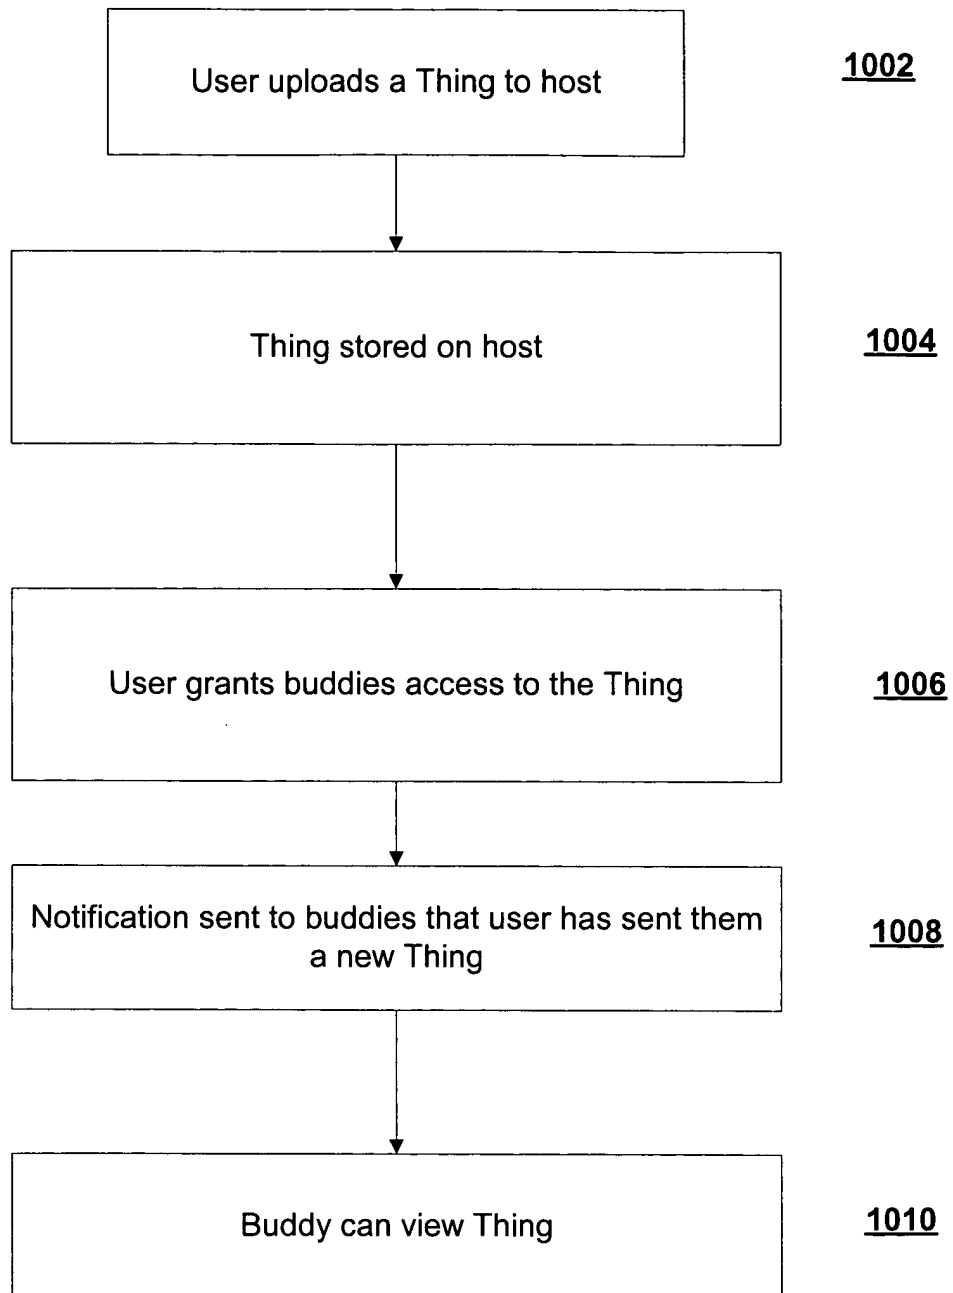 User uploads a Thing to host
1002
Thing stored on host
1004
User grants buddies access to the Thing
1006
Notification sent to buddies that user has sent them
a new Thing
1008
Buddy can view Thing
1010